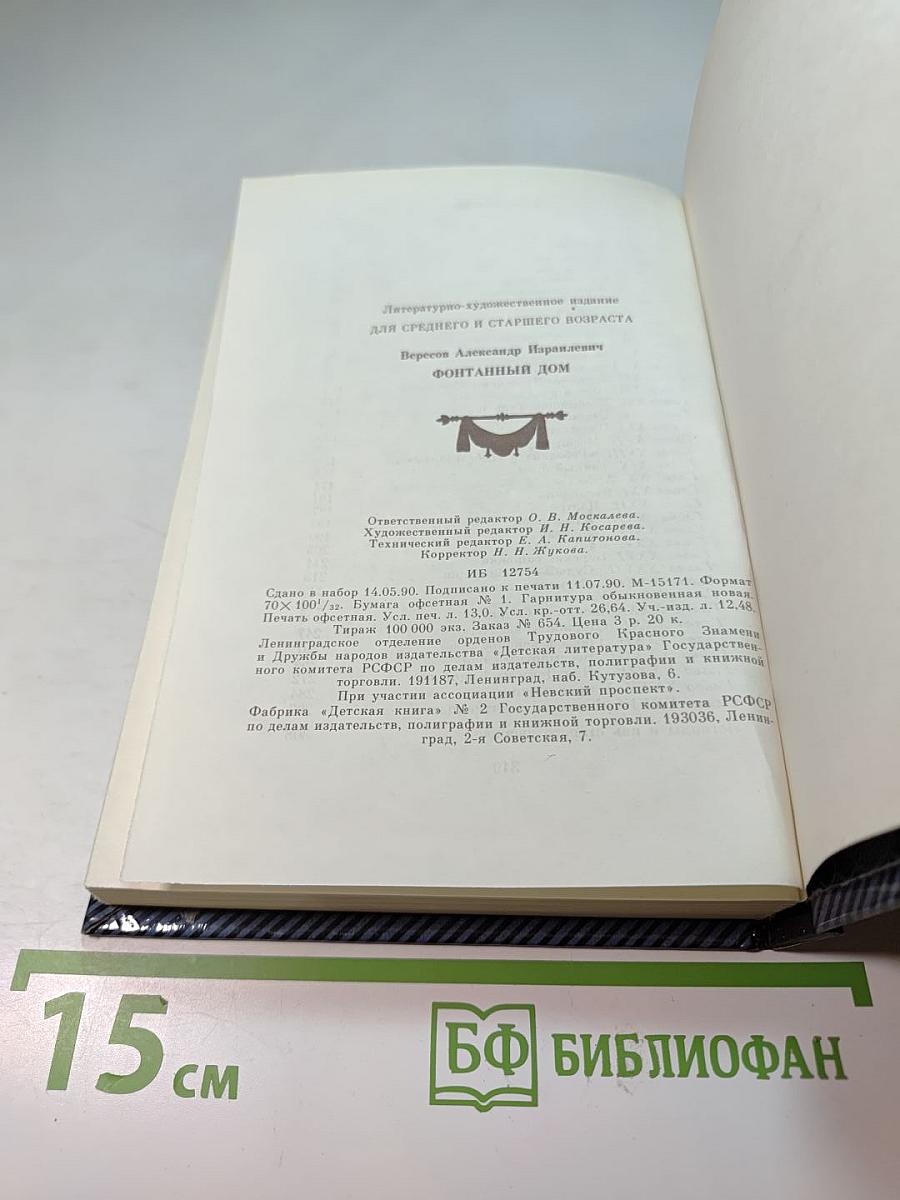 Литературно-художественное издание
ДЛЯ СРЕДНЕГО И СТАРШЕГО ВОЗРАСТА
Вересов Александр Израилевич
ФОНТАННЫЙ ДОМ
Ответственный редактор О. В. Москалева.
Художественный редактор И. Н. Косарева.
Технический редактор Е. А. Капитонова.
Корректор Н. Н. Жукова.
ИБ 12754
Сдано в набор 14.05.90. Подписано к печати 11.07.90. М-15171. Формат
70×100¹/₃₂. Бумага офсетная № 1. Гарнитура обыкновенная новая.
Печать офсетная. Усл. печ. л. 13,0. Усл. кр.-отт. 26,64. Уч.-изд. л. 12,48.
Тираж 100 000 экз. Заказ № 654. Цена 3 р. 20 к.
Ленинградское отделение орденов Трудового Красного Знамени
и Дружбы народов издательства «Детская литература» Государствен-
ного комитета РСФСР по делам издательств, полиграфии и книжной
торговли. 191187, Ленинград, наб. Кутузова, 6.
При участии ассоциации «Невский проспект».
Фабрика «Детская книга» № 2 Государственного комитета РСФСР
по делам издательств, полиграфии и книжной торговли. 193036, Ленин-
град, 2-я Советская, 7.
15 см
БФ БИБЛИОФАН